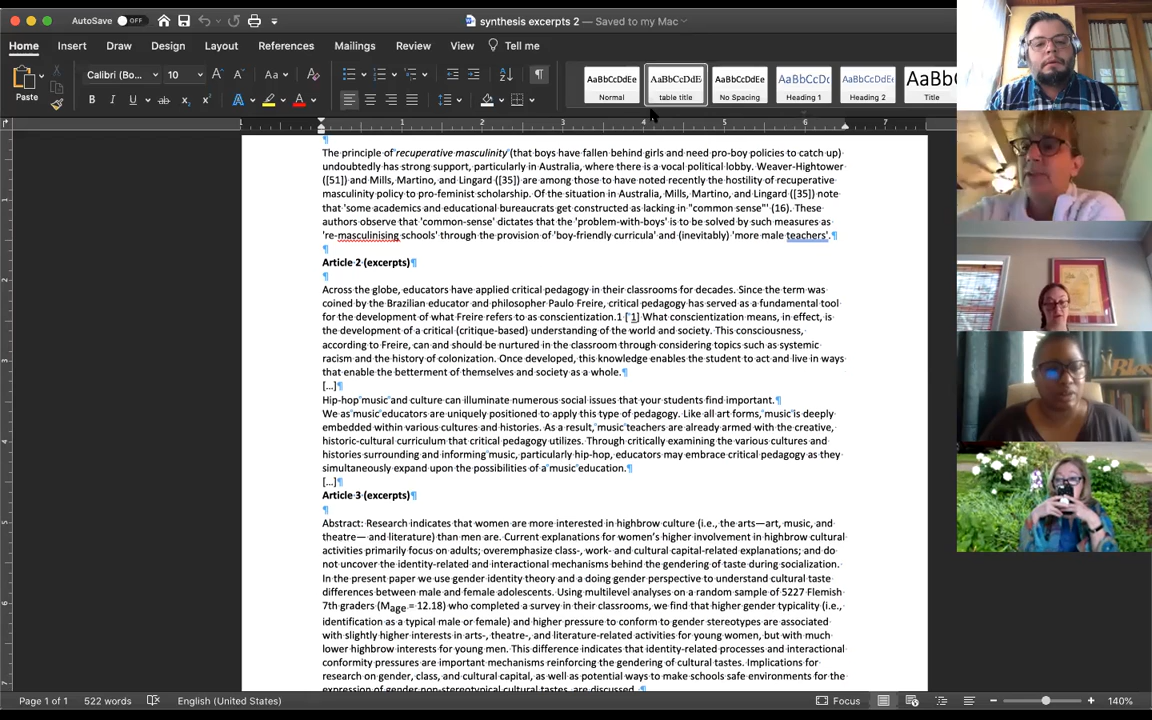 AutoSave OFF synthesis excerpts 2 — Saved to my Mac
Home Insert Draw Design Layout References Mailings Review View Tell me
Paste Calibri (Bo... 10 A A Aa A
B I U ab A A
AaBbCcDdEe AaBbCcDdEe AaBbCcDdEe AaBbCcDc AaBbCcDdEe AaBb
Normal table title No Spacing Heading 1 Heading 2 Title
1 1 2 3 4 5 6 7
The principle of recuperative masculinity (that boys have fallen behind girls and need pro-boy policies to catch up)
undoubtedly has strong support, particularly in Australia, where there is a vocal political lobby. Weaver-Hightower
([51]) and Mills, Martino, and Lingard ([35]) are among those to have noted recently the hostility of recuperative
masculinity policy to pro-feminist scholarship. Of the situation in Australia, Mills, Martino, and Lingard ([35]) note
that 'some academics and educational bureaucrats get constructed as lacking in "common sense"' (16). These
authors observe that 'common-sense' dictates that the 'problem-with-boys' is to be solved by such measures as
're-masculinising schools' through the provision of 'boy-friendly curricula' and (inevitably) 'more male teachers'.¶
¶
Article 2 (excerpts)¶
¶
Across the globe, educators have applied critical pedagogy in their classrooms for decades. Since the term was
coined by the Brazilian educator and philosopher Paulo Freire, critical pedagogy has served as a fundamental tool
for the development of what Freire refers to as conscientization.1 [ 1] What conscientization means, in effect, is
the development of a critical (critique-based) understanding of the world and society. This consciousness,
according to Freire, can and should be nurtured in the classroom through considering topics such as systemic
racism and the history of colonization. Once developed, this knowledge enables the student to act and live in ways
that enable the betterment of themselves and society as a whole.¶
[...]¶
Hip-hop music and culture can illuminate numerous social issues that your students find important.¶
We as music educators are uniquely positioned to apply this type of pedagogy. Like all art forms, music is deeply
embedded within various cultures and histories. As a result, music teachers are already armed with the creative,
historic-cultural curriculum that critical pedagogy utilizes. Through critically examining the various cultures and
histories surrounding and informing music, particularly hip-hop, educators may embrace critical pedagogy as they
simultaneously expand upon the possibilities of a music education.¶
[...]¶
Article 3 (excerpts)¶
¶
Abstract: Research indicates that women are more interested in highbrow culture (i.e., the arts—art, music, and
theatre— and literature) than men are. Current explanations for women's higher involvement in highbrow cultural
activities primarily focus on adults; overemphasize class-, work- and cultural capital-related explanations; and do
not uncover the identity-related and interactional mechanisms behind the gendering of taste during socialization.
In the present paper we use gender identity theory and a doing gender perspective to understand cultural taste
differences between male and female adolescents. Using multilevel analyses on a random sample of 5227 Flemish
7th graders (Mage = 12.18) who completed a survey in their classrooms, we find that higher gender typicality (i.e.,
identification as a typical male or female) and higher pressure to conform to gender stereotypes are associated
with slightly higher interests in arts-, theatre-, and literature-related activities for young women, but with much
lower highbrow interests for young men. This difference indicates that identity-related processes and interactional
conformity pressures are important mechanisms reinforcing the gendering of cultural tastes. Implications for
research on gender, class, and cultural capital, as well as potential ways to make schools safe environments for the
expression of gender non-stereotypical cultural tastes, are discussed.¶
Page 1 of 1 522 words English (United States) Focus 140%